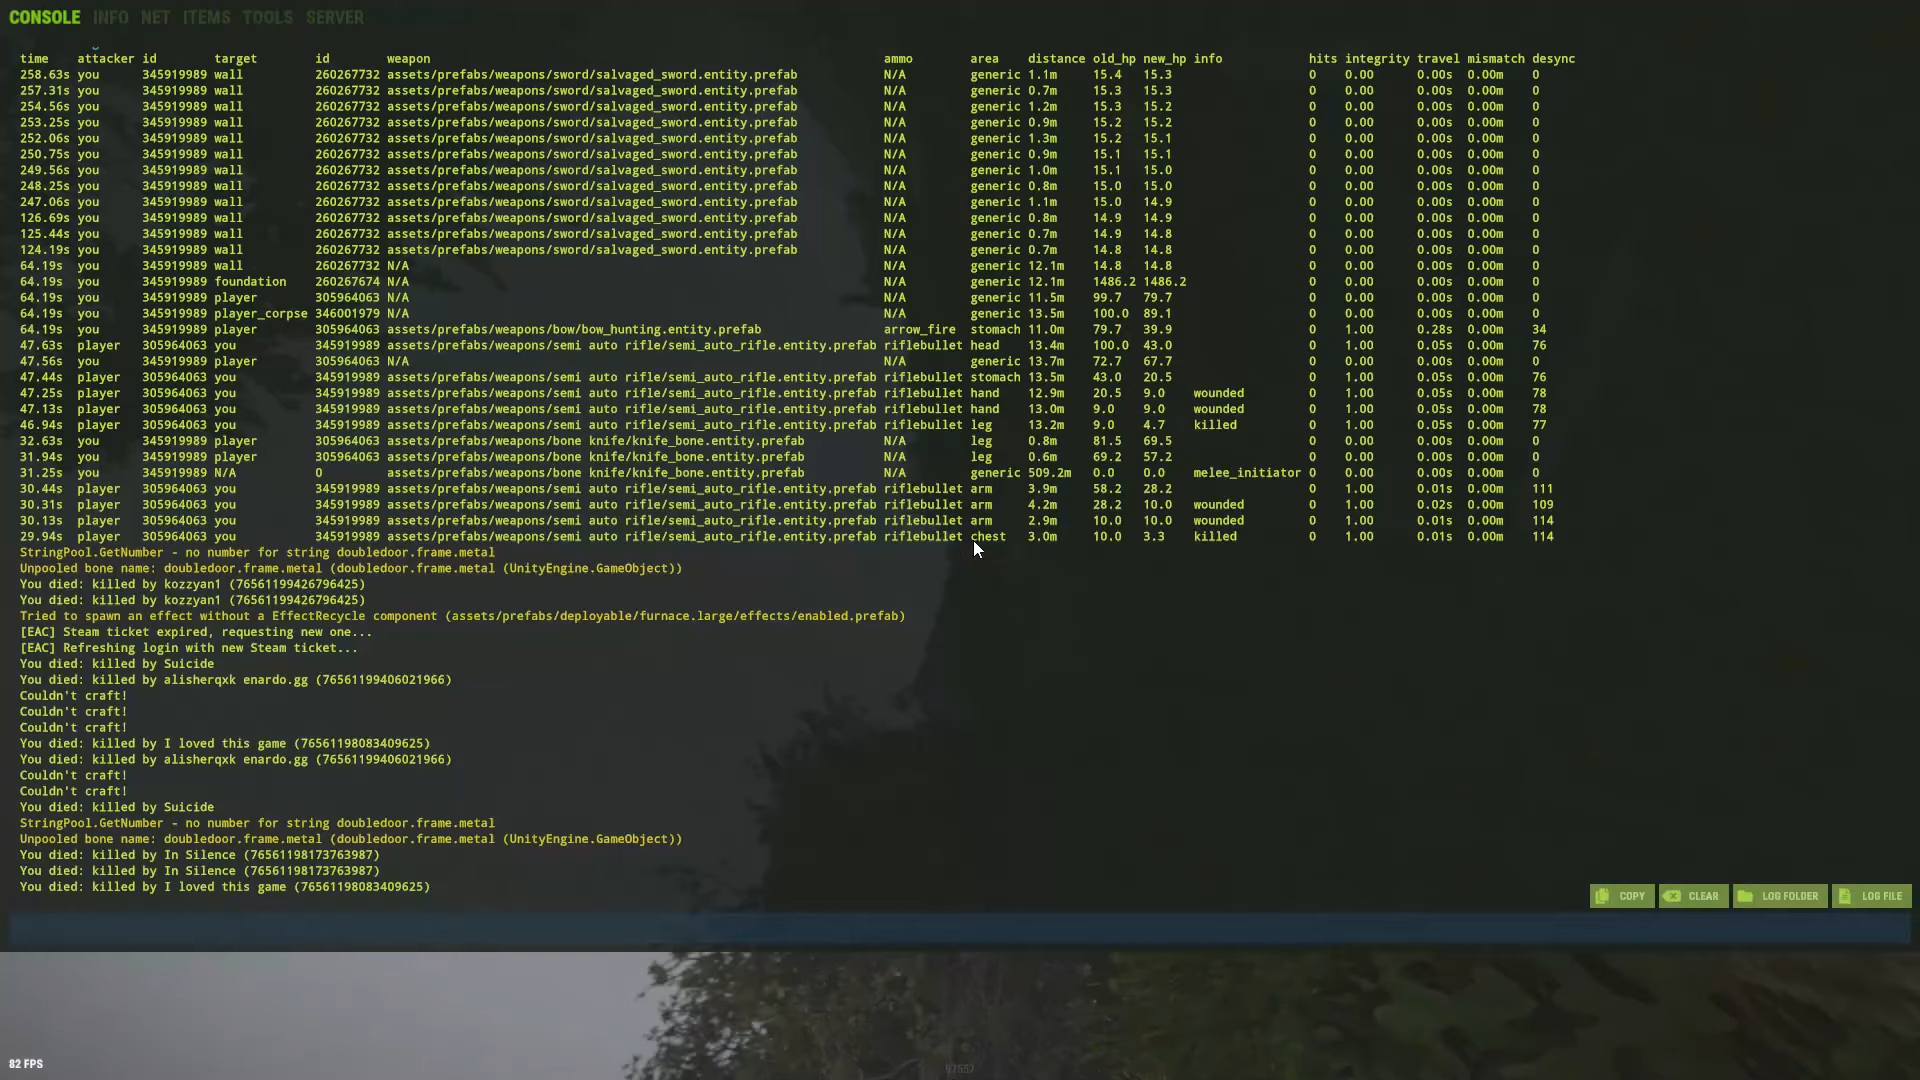 CONSOLE INFO NET ITEMS TOOLS SERVER
time attacker id target id weapon ammo area distance old_hp new_hp info hits integrity travel mismatch desync
258.63s you 345919989 wall 260267732 assets/prefabs/weapons/sword/salvaged_sword.entity.prefab N/A generic 1.1m 15.4 15.3 0 0.00 0.00s 0.00m 0
257.31s you 345919989 wall 260267732 assets/prefabs/weapons/sword/salvaged_sword.entity.prefab N/A generic 0.7m 15.3 15.3 0 0.00 0.00s 0.00m 0
254.56s you 345919989 wall 260267732 assets/prefabs/weapons/sword/salvaged_sword.entity.prefab N/A generic 1.2m 15.3 15.2 0 0.00 0.00s 0.00m 0
253.25s you 345919989 wall 260267732 assets/prefabs/weapons/sword/salvaged_sword.entity.prefab N/A generic 0.9m 15.2 15.2 0 0.00 0.00s 0.00m 0
252.06s you 345919989 wall 260267732 assets/prefabs/weapons/sword/salvaged_sword.entity.prefab N/A generic 1.3m 15.2 15.1 0 0.00 0.00s 0.00m 0
250.75s you 345919989 wall 260267732 assets/prefabs/weapons/sword/salvaged_sword.entity.prefab N/A generic 0.9m 15.1 15.1 0 0.00 0.00s 0.00m 0
249.56s you 345919989 wall 260267732 assets/prefabs/weapons/sword/salvaged_sword.entity.prefab N/A generic 1.0m 15.1 15.0 0 0.00 0.00s 0.00m 0
248.25s you 345919989 wall 260267732 assets/prefabs/weapons/sword/salvaged_sword.entity.prefab N/A generic 0.8m 15.0 15.0 0 0.00 0.00s 0.00m 0
247.06s you 345919989 wall 260267732 assets/prefabs/weapons/sword/salvaged_sword.entity.prefab N/A generic 1.1m 15.0 14.9 0 0.00 0.00s 0.00m 0
126.69s you 345919989 wall 260267732 assets/prefabs/weapons/sword/salvaged_sword.entity.prefab N/A generic 0.8m 14.9 14.9 0 0.00 0.00s 0.00m 0
125.44s you 345919989 wall 260267732 assets/prefabs/weapons/sword/salvaged_sword.entity.prefab N/A generic 0.7m 14.9 14.8 0 0.00 0.00s 0.00m 0
124.19s you 345919989 wall 260267732 assets/prefabs/weapons/sword/salvaged_sword.entity.prefab N/A generic 0.7m 14.8 14.8 0 0.00 0.00s 0.00m 0
64.19s you 345919989 wall 260267732 N/A N/A generic 12.1m 14.8 14.8 0 0.00 0.00s 0.00m 0
64.19s you 345919989 foundation 260267674 N/A N/A generic 12.1m 1486.2 1486.2 0 0.00 0.00s 0.00m 0
64.19s you 345919989 player 305964063 N/A N/A generic 11.5m 99.7 79.7 0 0.00 0.00s 0.00m 0
64.19s you 345919989 player_corpse 346001979 N/A N/A generic 13.5m 100.0 89.1 0 0.00 0.00s 0.00m 0
64.19s you 345919989 player 305964063 assets/prefabs/weapons/bow/bow_hunting.entity.prefab arrow_fire stomach 11.0m 79.7 39.9 0 1.00 0.28s 0.00m 34
47.63s player 305964063 you 345919989 assets/prefabs/weapons/semi auto rifle/semi_auto_rifle.entity.prefab riflebullet head 13.4m 100.0 43.0 0 1.00 0.05s 0.00m 76
47.56s you 345919989 player 305964063 N/A N/A generic 13.7m 72.7 67.7 0 0.00 0.00s 0.00m 0
47.44s player 305964063 you 345919989 assets/prefabs/weapons/semi auto rifle/semi_auto_rifle.entity.prefab riflebullet stomach 13.5m 43.0 20.5 0 1.00 0.05s 0.00m 76
47.25s player 305964063 you 345919989 assets/prefabs/weapons/semi auto rifle/semi_auto_rifle.entity.prefab riflebullet hand 12.9m 20.5 9.0 wounded 0 1.00 0.05s 0.00m 78
47.13s player 305964063 you 345919989 assets/prefabs/weapons/semi auto rifle/semi_auto_rifle.entity.prefab riflebullet hand 13.0m 9.0 9.0 wounded 0 1.00 0.05s 0.00m 78
46.94s player 305964063 you 345919989 assets/prefabs/weapons/semi auto rifle/semi_auto_rifle.entity.prefab riflebullet leg 13.2m 9.0 4.7 killed 0 1.00 0.05s 0.00m 77
32.63s you 345919989 player 305964063 assets/prefabs/weapons/bone knife/knife_bone.entity.prefab N/A leg 0.8m 81.5 69.5 0 0.00 0.00s 0.00m 0
31.94s you 345919989 player 305964063 assets/prefabs/weapons/bone knife/knife_bone.entity.prefab N/A leg 0.6m 69.2 57.2 0 0.00 0.00s 0.00m 0
31.25s you 345919989 N/A 0 assets/prefabs/weapons/bone knife/knife_bone.entity.prefab N/A generic 509.2m 0.0 0.0 melee_initiator 0 0.00 0.00s 0.00m 0
30.44s player 305964063 you 345919989 assets/prefabs/weapons/semi auto rifle/semi_auto_rifle.entity.prefab riflebullet arm 3.9m 58.2 28.2 0 1.00 0.01s 0.00m 111
30.31s player 305964063 you 345919989 assets/prefabs/weapons/semi auto rifle/semi_auto_rifle.entity.prefab riflebullet arm 4.2m 28.2 10.0 wounded 0 1.00 0.02s 0.00m 109
30.13s player 305964063 you 345919989 assets/prefabs/weapons/semi auto rifle/semi_auto_rifle.entity.prefab riflebullet arm 2.9m 10.0 10.0 wounded 0 1.00 0.01s 0.00m 114
29.94s player 305964063 you 345919989 assets/prefabs/weapons/semi auto rifle/semi_auto_rifle.entity.prefab riflebullet chest 3.0m 10.0 3.3 killed 0 1.00 0.01s 0.00m 114
StringPool.GetNumber - no number for string doubledoor.frame.metal
Unpooled bone name: doubledoor.frame.metal (doubledoor.frame.metal (UnityEngine.GameObject))
You died: killed by kozzyan1 (76561199426796425)
You died: killed by kozzyan1 (76561199426796425)
Tried to spawn an effect without a EffectRecycle component (assets/prefabs/deployable/furnace.large/effects/enabled.prefab)
[EAC] Steam ticket expired, requesting new one...
[EAC] Refreshing login with new Steam ticket...
You died: killed by Suicide
You died: killed by alisherqxk enardo.gg (76561199406021966)
Couldn't craft!
Couldn't craft!
Couldn't craft!
You died: killed by I loved this game (76561198083409625)
You died: killed by alisherqxk enardo.gg (76561199406021966)
Couldn't craft!
Couldn't craft!
You died: killed by Suicide
StringPool.GetNumber - no number for string doubledoor.frame.metal
Unpooled bone name: doubledoor.frame.metal (doubledoor.frame.metal (UnityEngine.GameObject))
You died: killed by In Silence (76561198173763987)
You died: killed by In Silence (76561198173763987)
You died: killed by I loved this game (76561198083409625)
COPY CLEAR LOG FOLDER LOG FILE
82 FPS